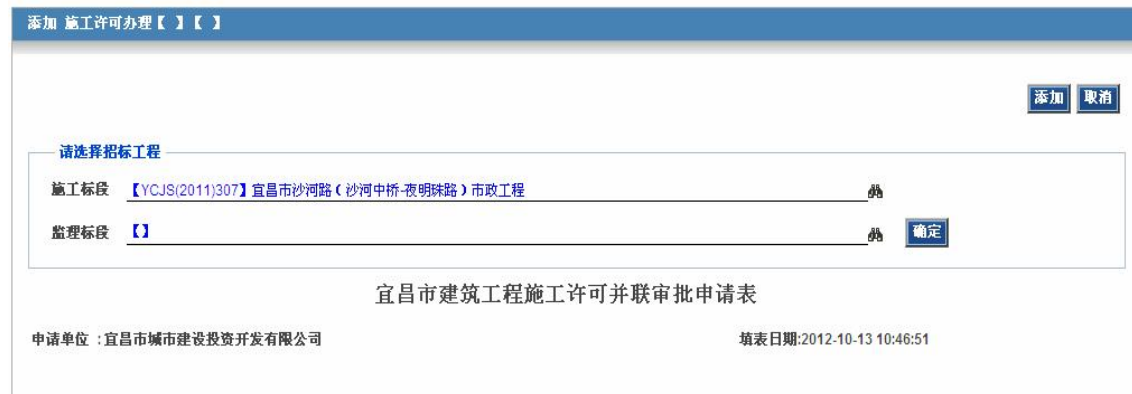 添加 施工许可办理【 】【 】
添加 取消
请选择招标工程
施工标段 【YCJS(2011)307】宜昌市沙河路(沙河中桥-夜明珠路)市政工程
监理标段 【】 确定
宜昌市建筑工程施工许可并联审批申请表
申请单位 :宜昌市城市建设投资开发有限公司 填表日期:2012-10-13 10:46:51